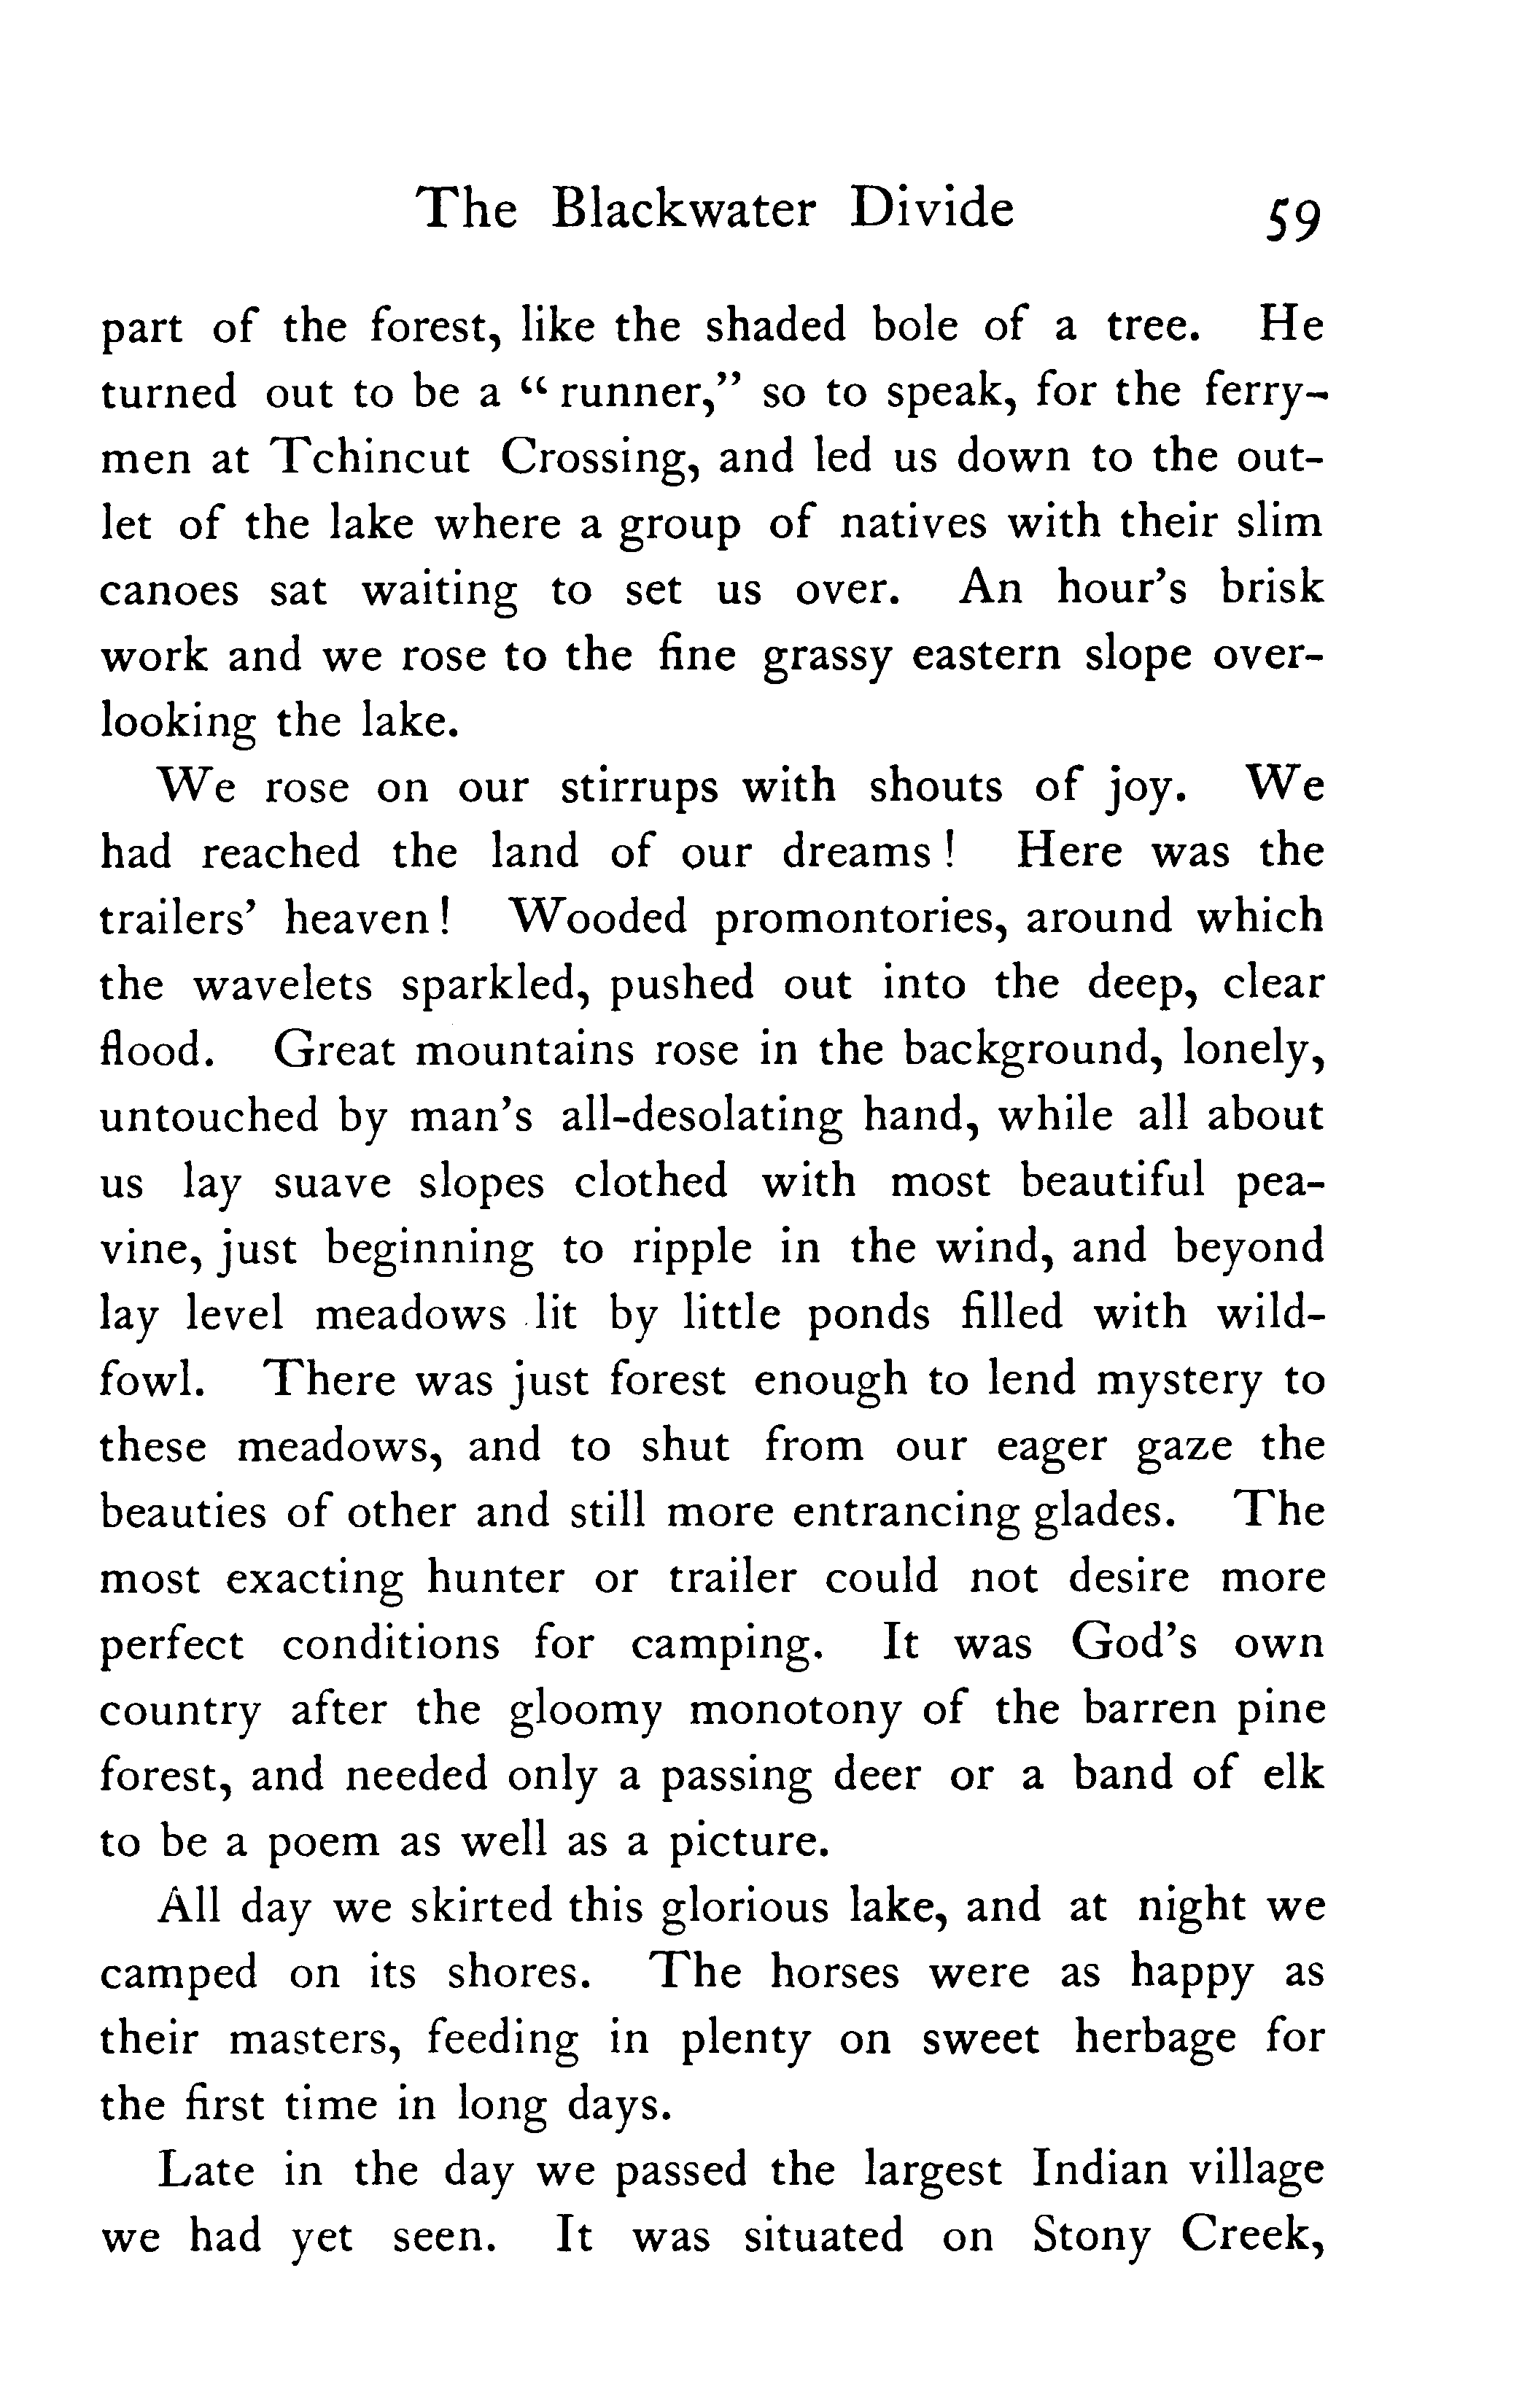 The Blackwater Divide 59
part of the forest, like the shaded bole of a tree. He
turned out to be a “ runner,” so to speak, for the ferry-
men at Tchincut Crossing, and led us down to the out-
let of the lake where a group of natives with their slim
canoes sat waiting to set us over. An hour’s brisk
work and we rose to the fine grassy eastern slope over-
looking the lake.
We rose on our stirrups with shouts of joy. We
had reached the land of our dreams ! Here was the
trailers’ heaven ! Wooded promontories, around which
the wavelets sparkled, pushed out into the deep, clear
flood. Great mountains rose in the background, lonely,
untouched by man’s all-desolating hand, while all about
us lay suave slopes clothed with most beautiful pea-
vine, just beginning to ripple in the wind, and beyond
lay level meadows lit by little ponds filled with wild-
fowl. There was just forest enough to lend mystery to
these meadows, and to shut from our eager gaze the
beauties of other and still more entrancing glades. The
most exacting hunter or trailer could not desire more
perfect conditions for camping. It was God’s own
country after the gloomy monotony of the barren pine
forest, and needed only a passing deer or a band of elk
to be a poem as well as a picture.
All day we skirted this glorious lake, and at night we
camped on its shores. The horses were as happy as
their masters, feeding in plenty on sweet herbage for
the first time in long days.
Late in the day we passed the largest Indian village
we had yet seen. It was situated on Stony Creek,